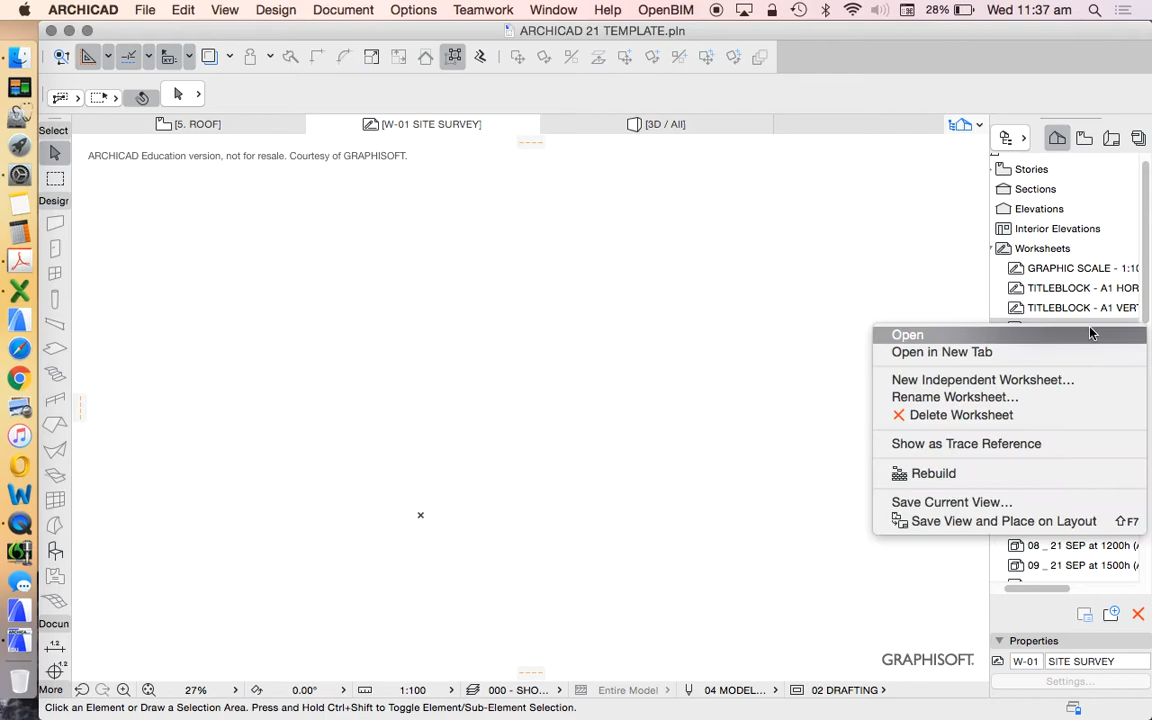 ARCHICAD File Edit View Design Document Options Teamwork Window Help OpenBIM 28% Wed 11:37 am
ARCHICAD 21 TEMPLATE.pln
Select
[5. ROOF] [W-01 SITE SURVEY] [3D / All]
ARCHICAD Education version, not for resale. Courtesy of GRAPHISOFT.
Design
Stories
Sections
Elevations
Interior Elevations
Worksheets
GRAPHIC SCALE - 1:10
TITLEBLOCK - A1 HOR
TITLEBLOCK - A1 VERT
Open
Open in New Tab
New Independent Worksheet...
Rename Worksheet...
Delete Worksheet
Show as Trace Reference
Rebuild
Save Current View...
Save View and Place on Layout ⇧F7
08 _ 21 SEP at 1200h (
09 _ 21 SEP at 1500h (
Docun
Properties
GRAPHISOFT.
W-01 SITE SURVEY
Settings...
More 27% 0.00° 1:100 000 - SHO... Entire Model 04 MODEL... 02 DRAFTING
Click an Element or Draw a Selection Area. Press and Hold Ctrl+Shift to Toggle Element/Sub-Element Selection.